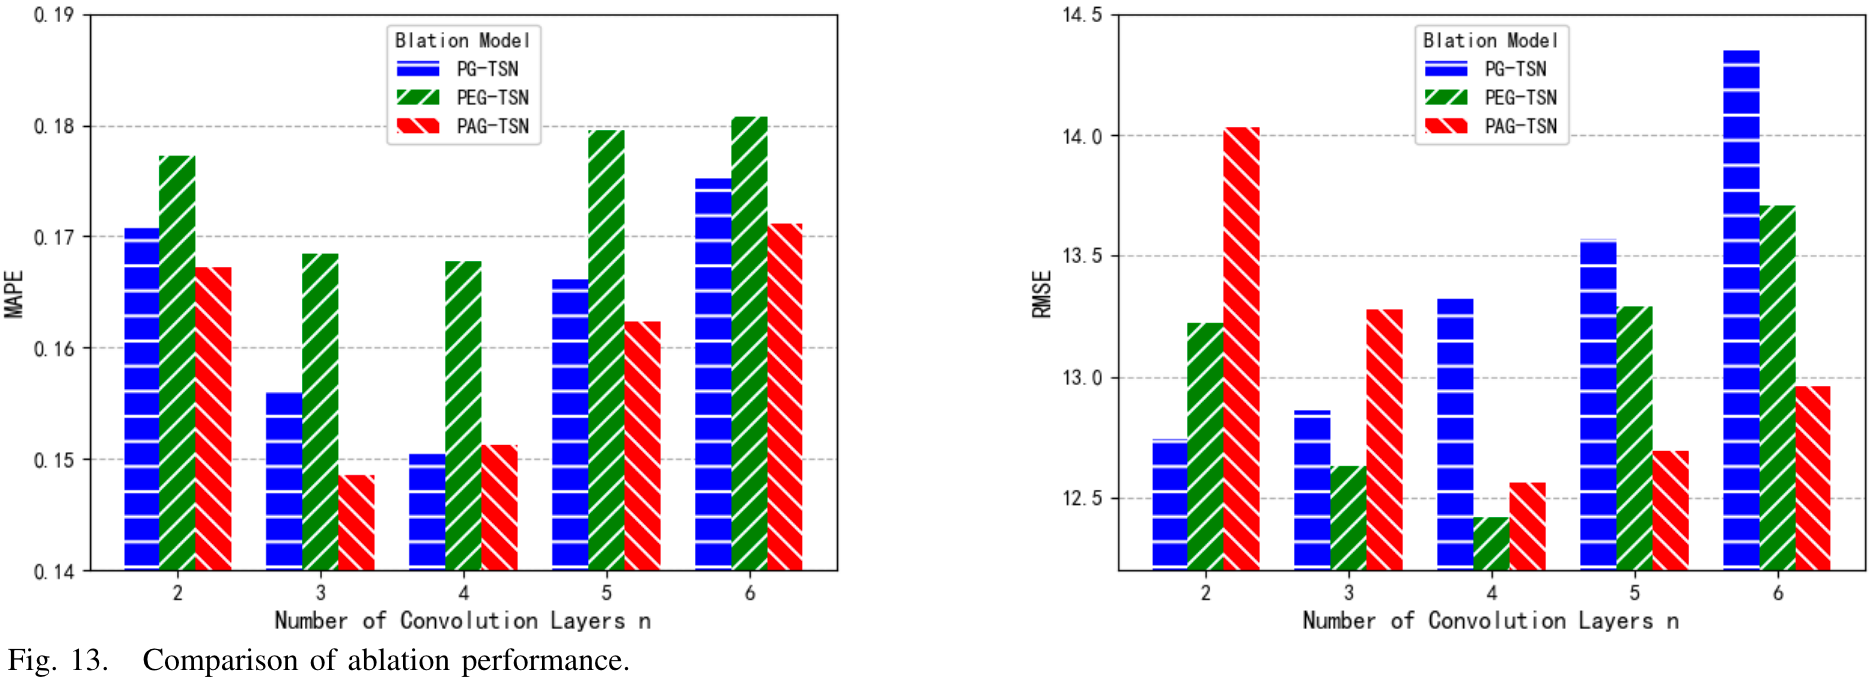 0.19
0.18
0.17
0.16
0.15
0.14
MAPE
Blation Model
PG-TSN
PEG-TSN
PAG-TSN
2 3 4 5 6
Number of Convolution Layers n
14.5
14.0
13.5
13.0
12.5
RMSE
Blation Model
PG-TSN
PEG-TSN
PAG-TSN
2 3 4 5 6
Number of Convolution Layers n
Fig. 13. Comparison of ablation performance.